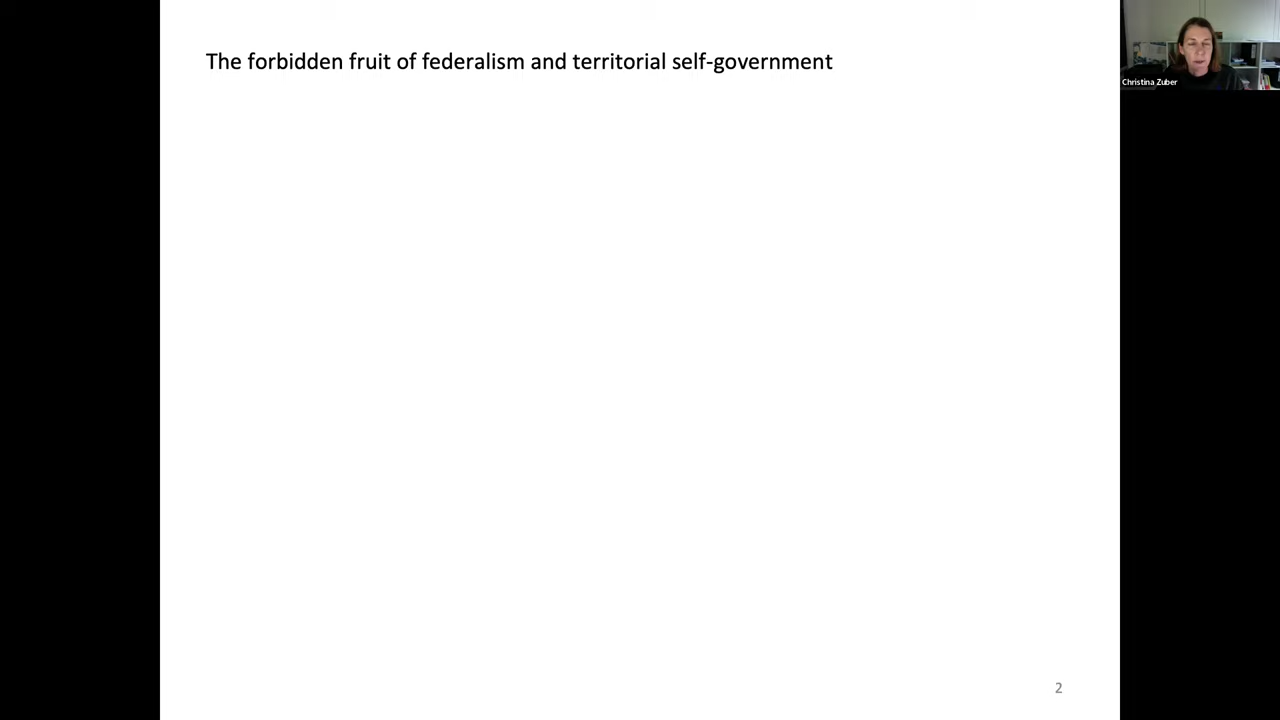 The forbidden fruit of federalism and territorial self-government
Christina Zuber
2